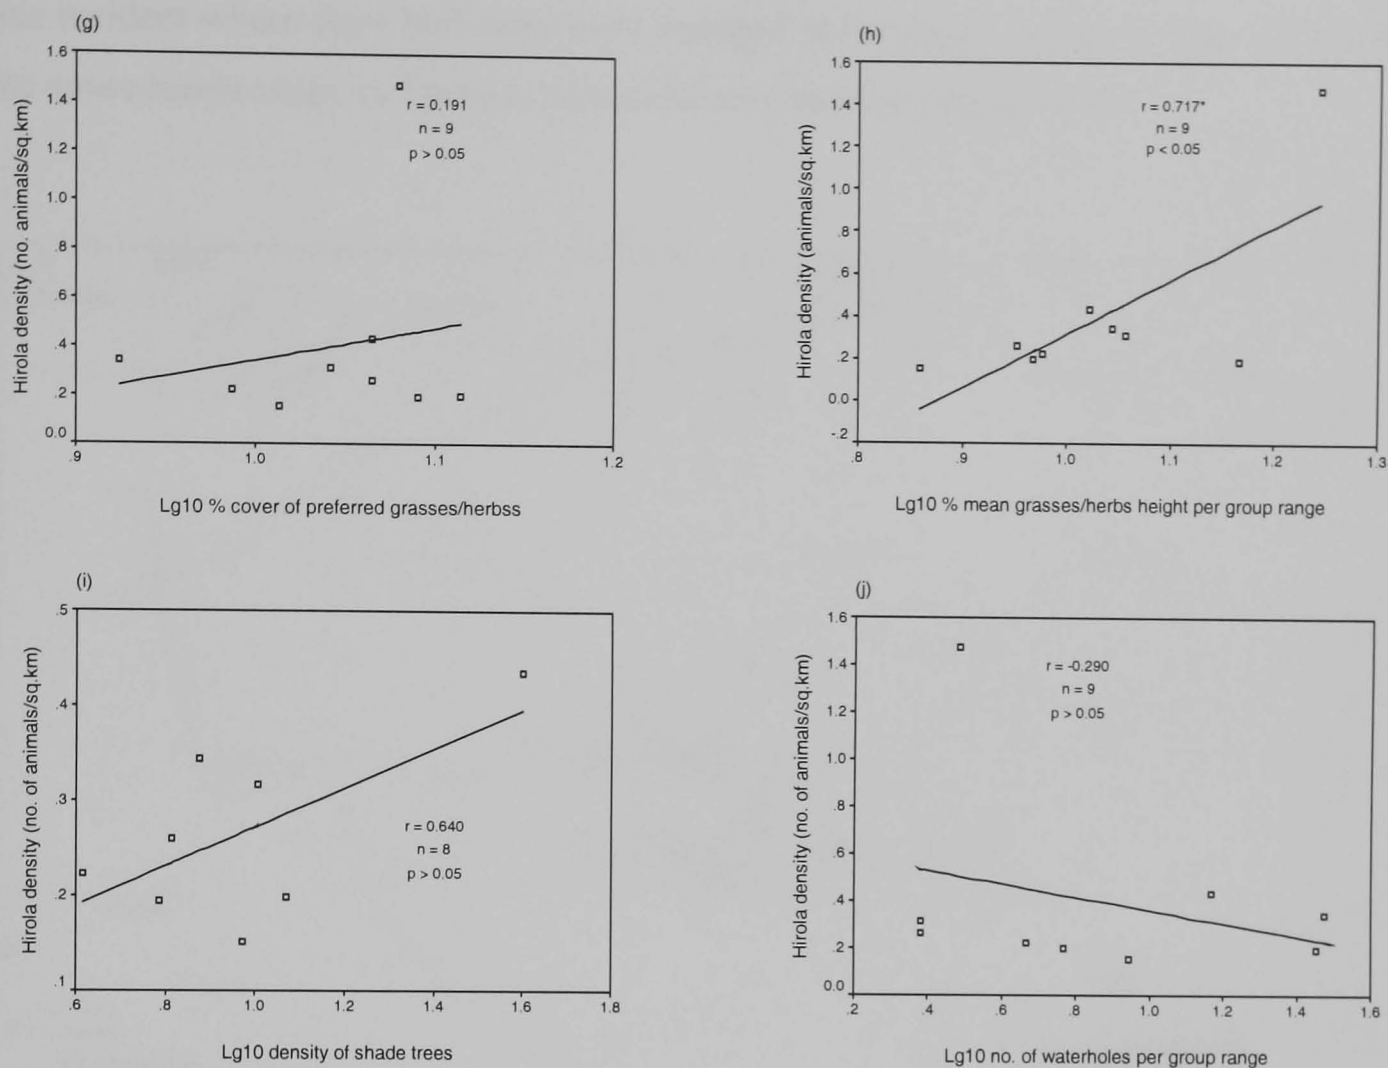 (g)
1.6
1.4
1.2
1.0
.8
.6
.4
.2
0.0
Hirola density (no. animals/sq.km)
r = 0.191
n = 9
p > 0.05
.9
1.0
1.1
1.2
Lg10 % cover of preferred grasses/herbss
(h)
1.6
1.4
1.2
1.0
.8
.6
.4
.2
0.0
-.2
Hirola density (animals/sq.km)
r = 0.717*
n = 9
p < 0.05
.8
.9
1.0
1.1
1.2
1.3
Lg10 % mean grasses/herbs height per group range
(i)
.5
.4
.3
.2
.1
Hirola density (no. of animals/sq.km)
r = 0.640
n = 8
p > 0.05
.6
.8
1.0
1.2
1.4
1.6
1.8
Lg10 density of shade trees
(j)
1.6
1.4
1.2
1.0
.8
.6
.4
.2
0.0
Hirola density (no. of animals/sq.km)
r = -0.290
n = 9
p > 0.05
.2
.4
.6
.8
1.0
1.2
1.4
1.6
Lg10 no. of waterholes per group range